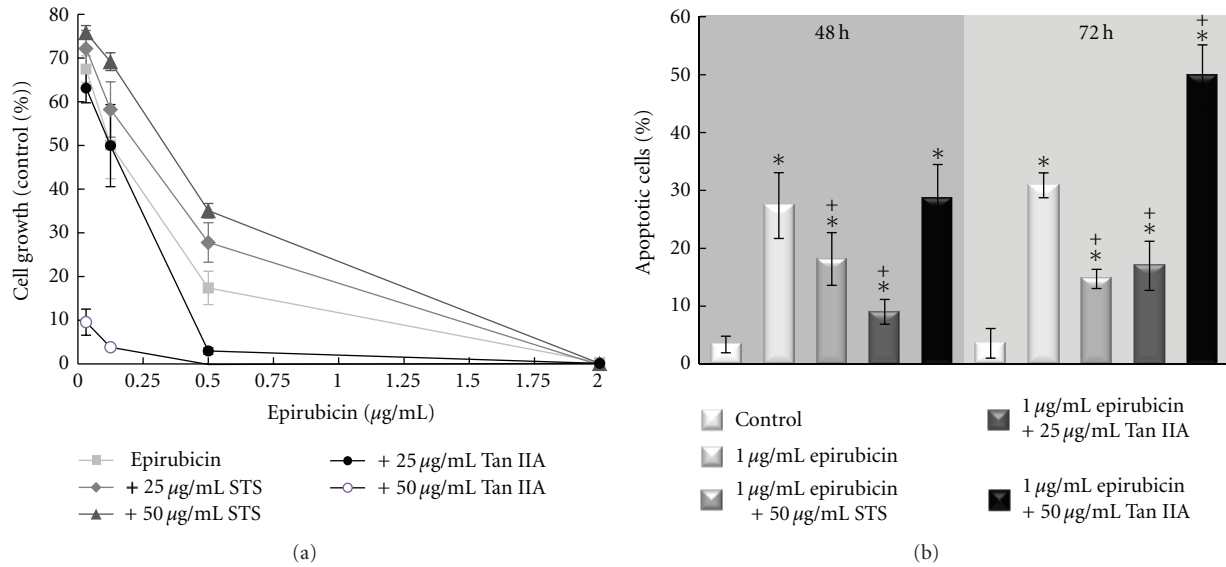 80
70
60
50
40
30
20
10
0
Cell growth (control (%))
0 0.25 0.5 0.75 1 1.25 1.5 1.75 2
Epirubicin (μg/mL)
Epirubicin
+ 25 μg/mL STS
+ 50 μg/mL STS
+ 25 μg/mL Tan IIA
+ 50 μg/mL Tan IIA
(a)
60
50
40
30
20
10
0
Apoptotic cells (%)
48 h
72 h
*
+
*
+
*
*
*
+
*
+
*
+
*
Control
1 μg/mL epirubicin
1 μg/mL epirubicin
+ 50 μg/mL STS
1 μg/mL epirubicin
+ 25 μg/mL Tan IIA
1 μg/mL epirubicin
+ 50 μg/mL Tan IIA
(b)